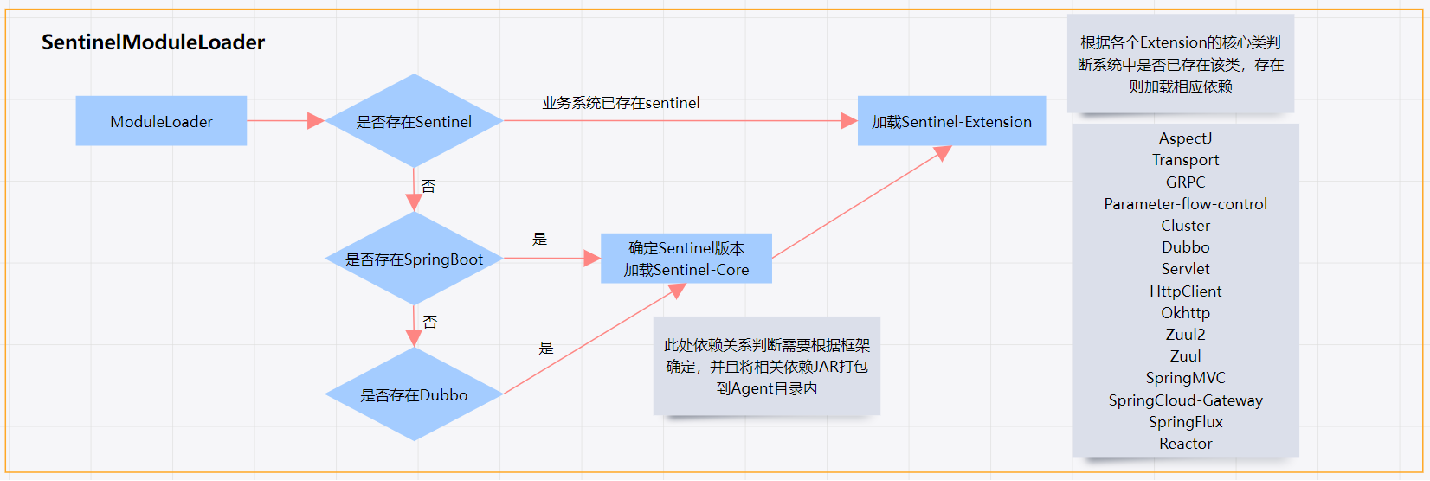 SentinelModuleLoader
ModuleLoader
是否存在Sentinel
业务系统已存在sentinel
加载Sentinel-Extension
否
是否存在SpringBoot
是
确定Sentinel版本
加载Sentinel-Core
否
是否存在Dubbo
是
此处依赖关系判断需要根据框架
确定，并且将相关依赖JAR打包
到Agent目录内
根据各个Extension的核心类判
断系统中是否已存在该类，存在
则加载相应依赖
AspectJ
Transport
GRPC
Parameter-flow-control
Cluster
Dubbo
Servlet
HttpClient
Okhttp
Zuul2
Zuul
SpringMVC
SpringCloud-Gateway
SpringFlux
Reactor